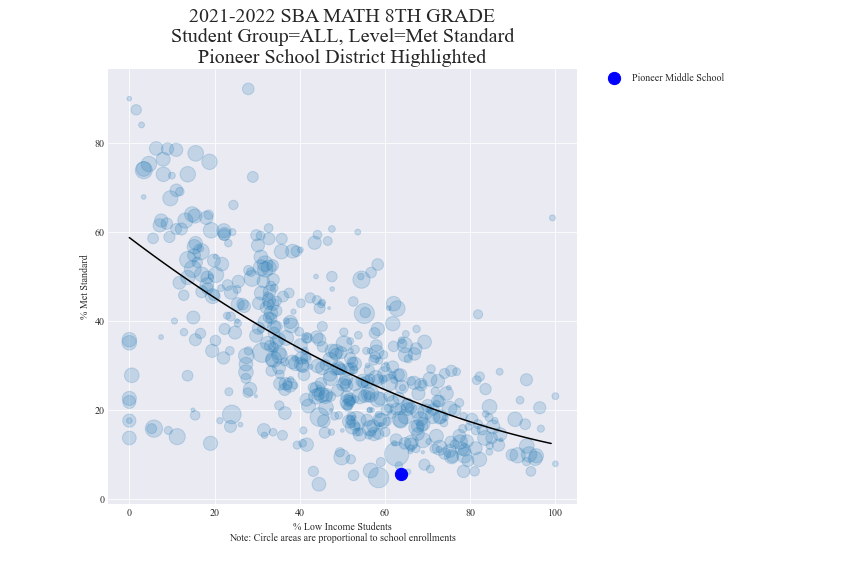 2021-2022 SBA MATH 8TH GRADE
Student Group=ALL, Level=Met Standard
Pioneer School District Highlighted
Pioneer Middle School
80
60
40
20
0
% Met Standard
0 20 40 60 80 100
% Low Income Students
Note: Circle areas are proportional to school enrollments